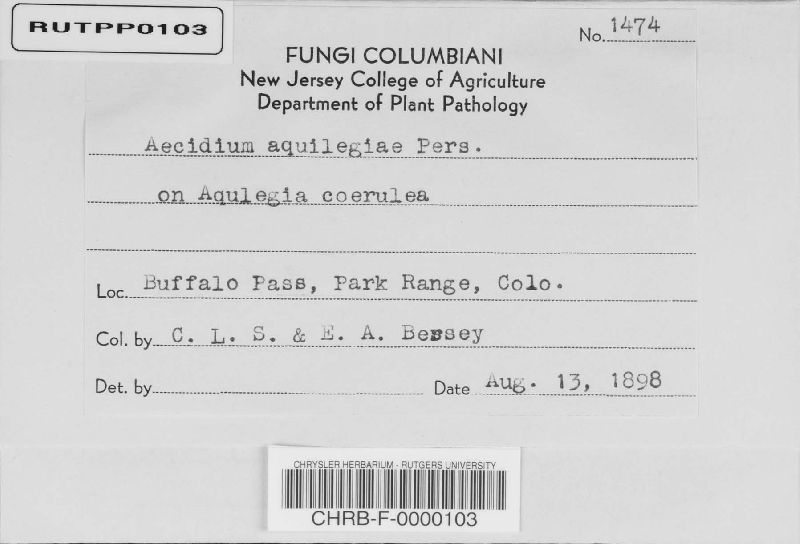 RUTPP0103
No. 1474
FUNGI COLUMBIANI
New Jersey College of Agriculture
Department of Plant Pathology
Aecidium aquilegiae Pers.
on Aqulegia coerulea
Loc. Buffalo Pass, Park Range, Colo.
Col. by C. L. S. & E. A. Bessey
Det. by
Date Aug. 13, 1898
CHRYSLER HERBARIUM - RUTGERS UNIVERSITY
CHRB-F-0000103